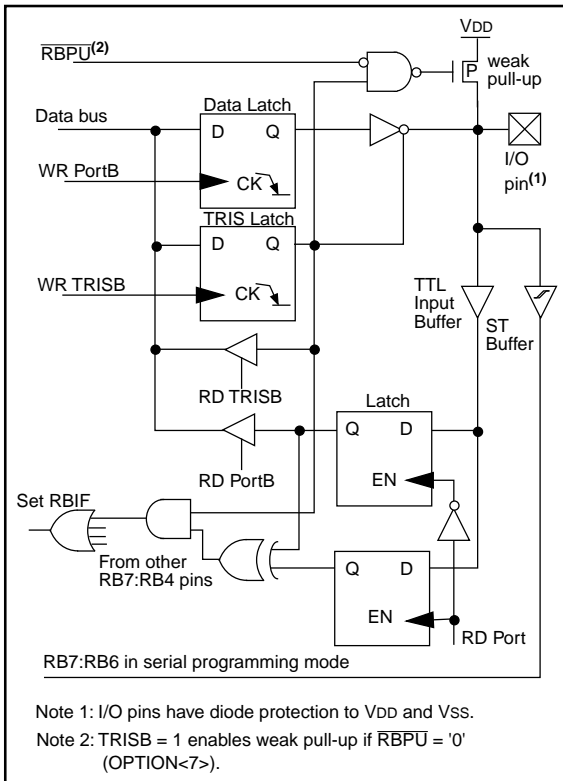 VDD
RBPU(2)
P
weak
pull-up
Data Latch
Data bus
D
Q
I/O
pin(1)
WR PortB
CK
TRIS Latch
D
Q
WR TRISB
CK
TTL
Input
Buffer
ST
Buffer
RD TRISB
Latch
Q
D
RD PortB
EN
Set RBIF
From other
RB7:RB4 pins
Q
D
EN
RD Port
RB7:RB6 in serial programming mode
Note 1: I/O pins have diode protection to VDD and VSS.
Note 2: TRISB = 1 enables weak pull-up if RBPU = '0'
(OPTION<7>).